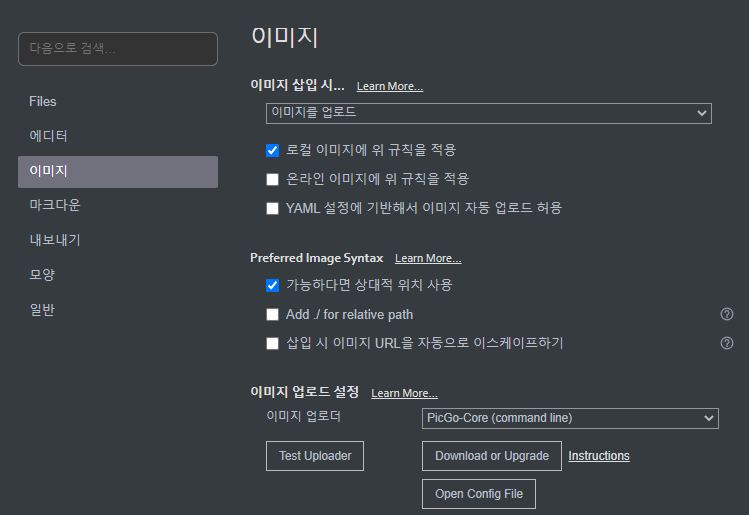 이미지
다음으로 검색...
이미지 삽입 시... Learn More...
Files
이미지를 업로드
에디터
로컬 이미지에 위 규칙을 적용
이미지
온라인 이미지에 위 규칙을 적용
마크다운
YAML 설정에 기반해서 이미지 자동 업로드 허용
내보내기
Preferred Image Syntax Learn More...
모양
가능하다면 상대적 위치 사용
일반
Add ./ for relative path ?
삽입 시 이미지 URL을 자동으로 이스케이프하기 ?
이미지 업로드 설정 Learn More...
이미지 업로더 PicGo-Core (command line)
Test Uploader Download or Upgrade Instructions
Open Config File